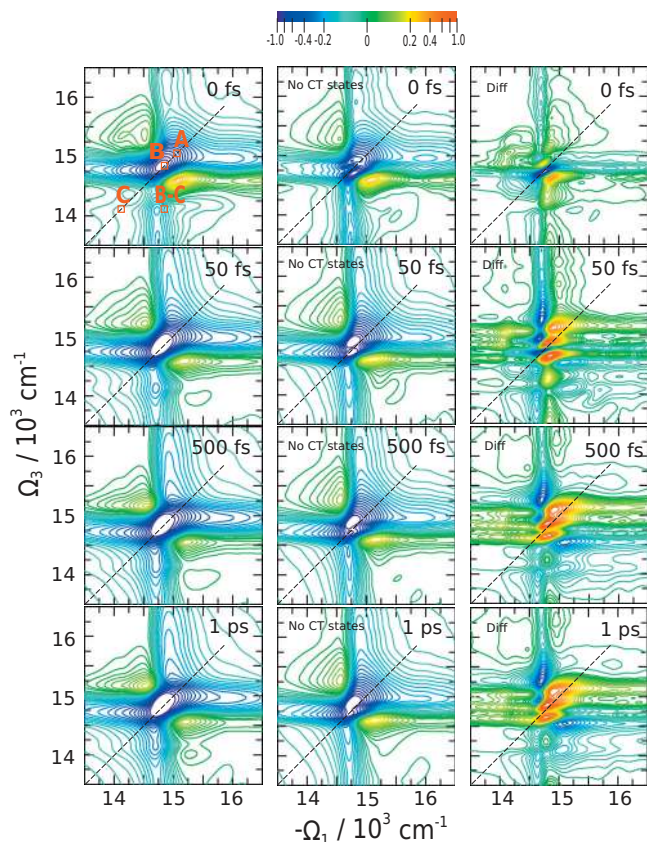 -1.0 -0.4 -0.2 0 0.2 0.4 1.0
0 fs
No CT states 0 fs
Diff 0 fs
A
B
C
B-C
16
15
14
50 fs
No CT states 50 fs
Diff 50 fs
16
15
14
500 fs
No CT states 500 fs
Diff 500 fs
16
15
14
1 ps
No CT states 1 ps
Diff 1 ps
16
15
14
Ω3 / 10³ cm⁻¹
14 15 16 14 15 16 14 15 16
-Ω1 / 10³ cm⁻¹